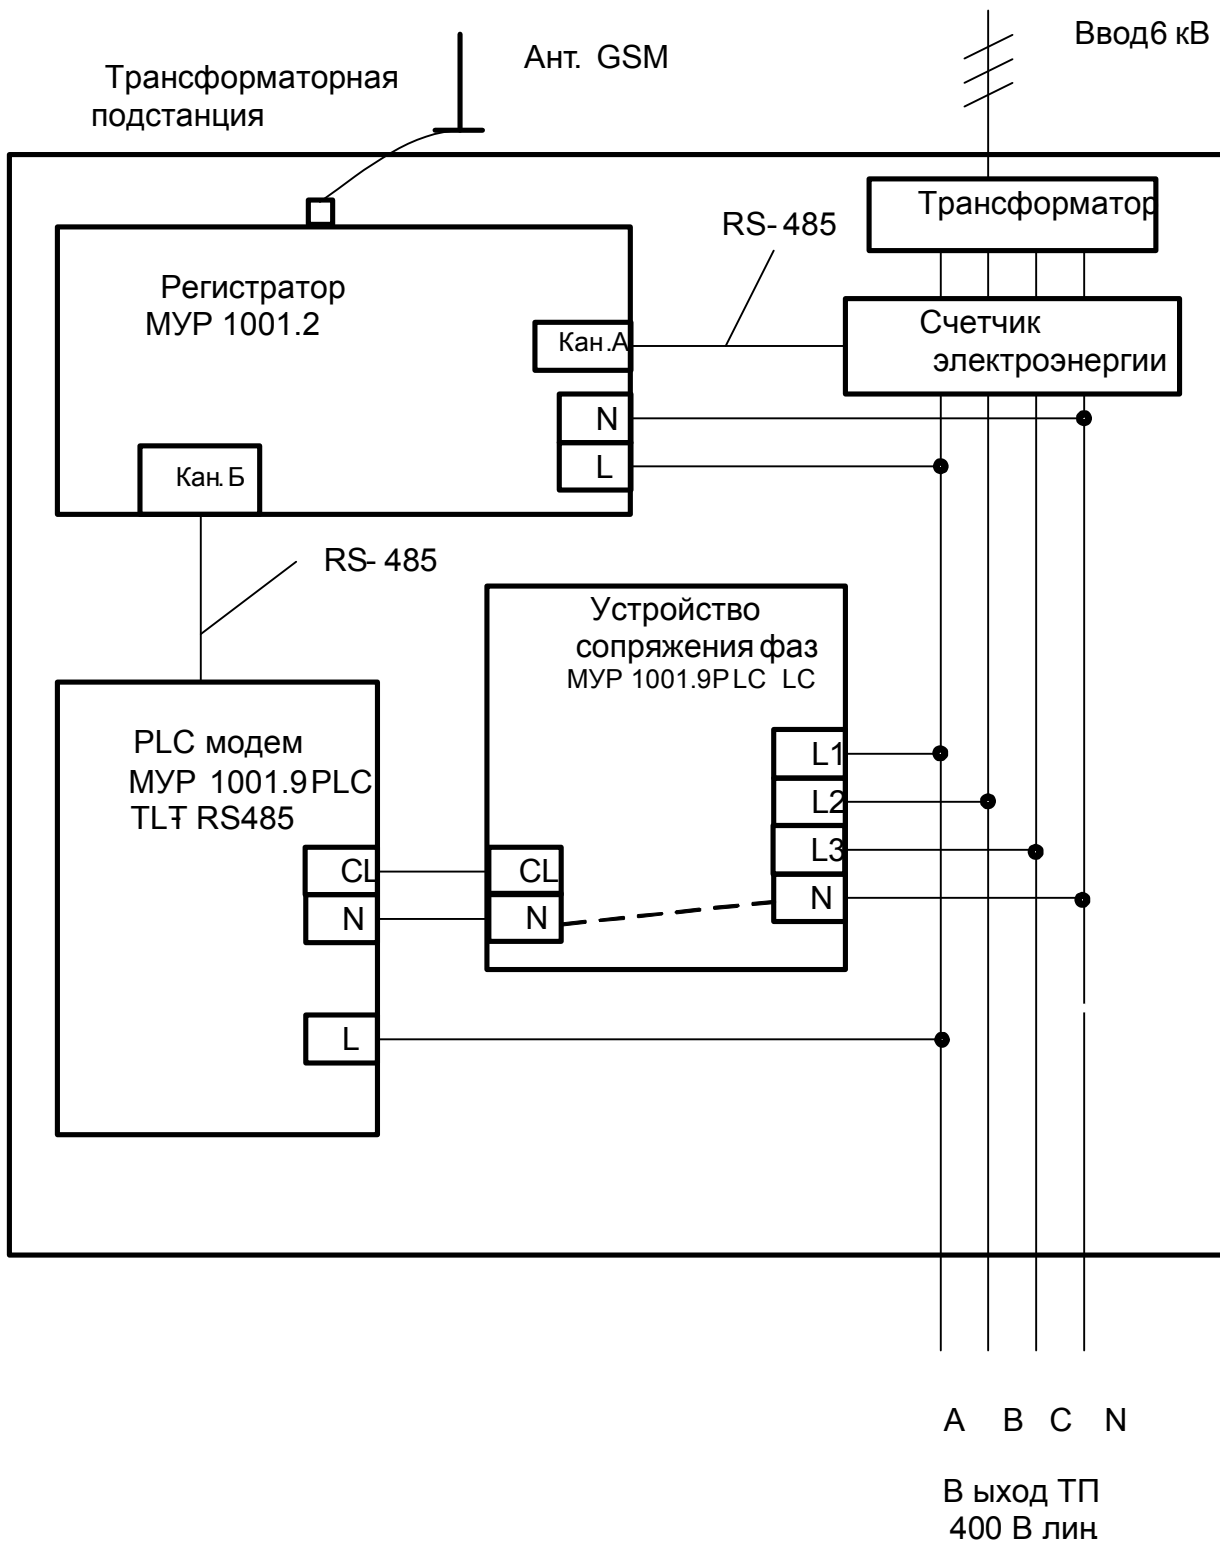 Ввод6 кВ
Ант. GSM
Трансформаторная
подстанция
Трансформатор
RS- 485
Регистратор
МУР 1001.2
Счетчик
электроэнергии
Кан.А
N
L
Кан. Б
RS- 485
Устройство
сопряжения фаз
МУР 1001.9PLC LC
PLC модем
МУР 1001.9PLC
TLT RS485
L1
L2
L3
N
CL
N
CL
N
L
A B C N
В ыход ТП
400 В лин.